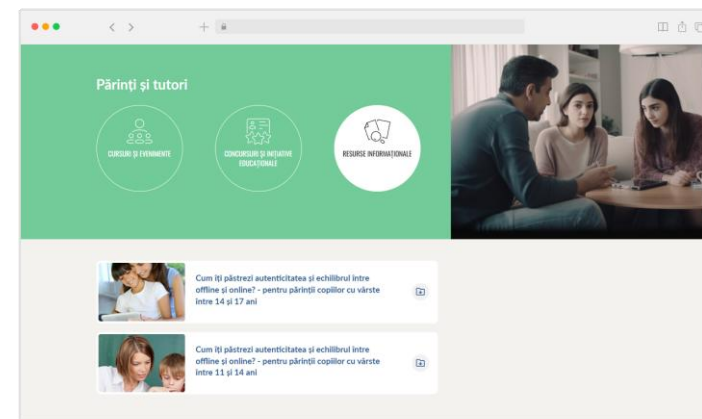 Părinți și tutori
CURSURI ȘI EVENIMENTE
CONCURSURI ȘI INIȚIATIVE
EDUCAȚIONALE
RESURSE INFORMAȚIONALE
Cum îți păstrezi autenticitatea și echilibrul între
offline și online? - pentru părinții copiilor cu vârste
între 14 și 17 ani
Cum îți păstrezi autenticitatea și echilibrul între
offline și online? - pentru părinții copiilor cu vârste
între 11 și 14 ani